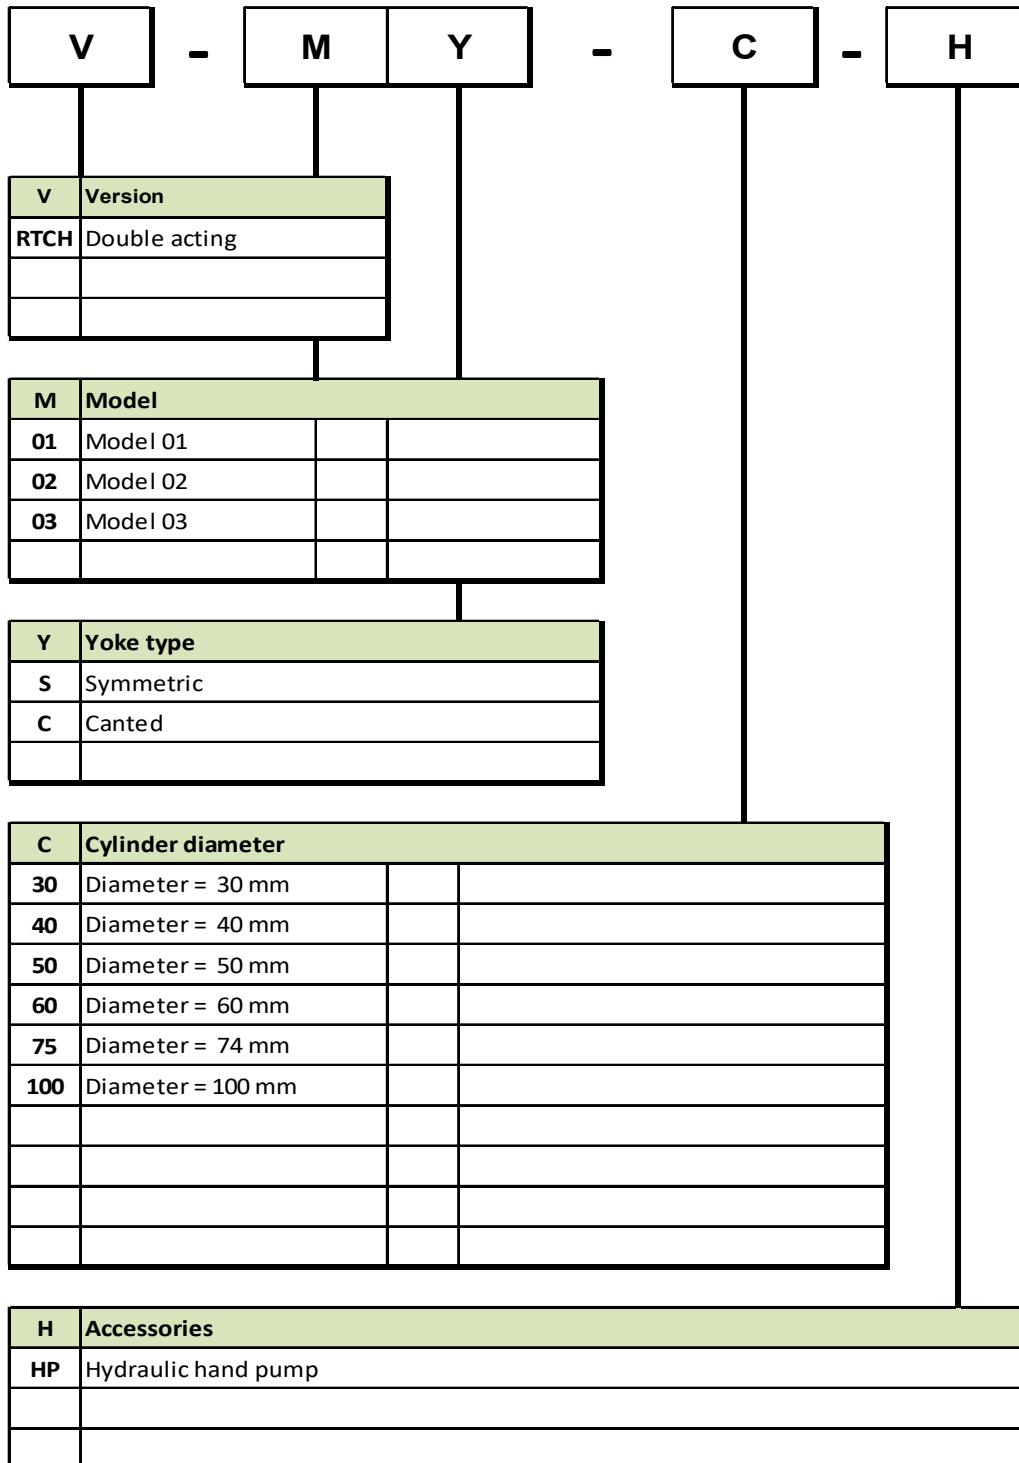 V - M Y - C - H
V Version
RTCH Double acting
M Model
01 Model 01
02 Model 02
03 Model 03
Y Yoke type
S Symmetric
C Canted
C Cylinder diameter
30 Diameter = 30 mm
40 Diameter = 40 mm
50 Diameter = 50 mm
60 Diameter = 60 mm
75 Diameter = 74 mm
100 Diameter = 100 mm
H Accessories
HP Hydraulic hand pump